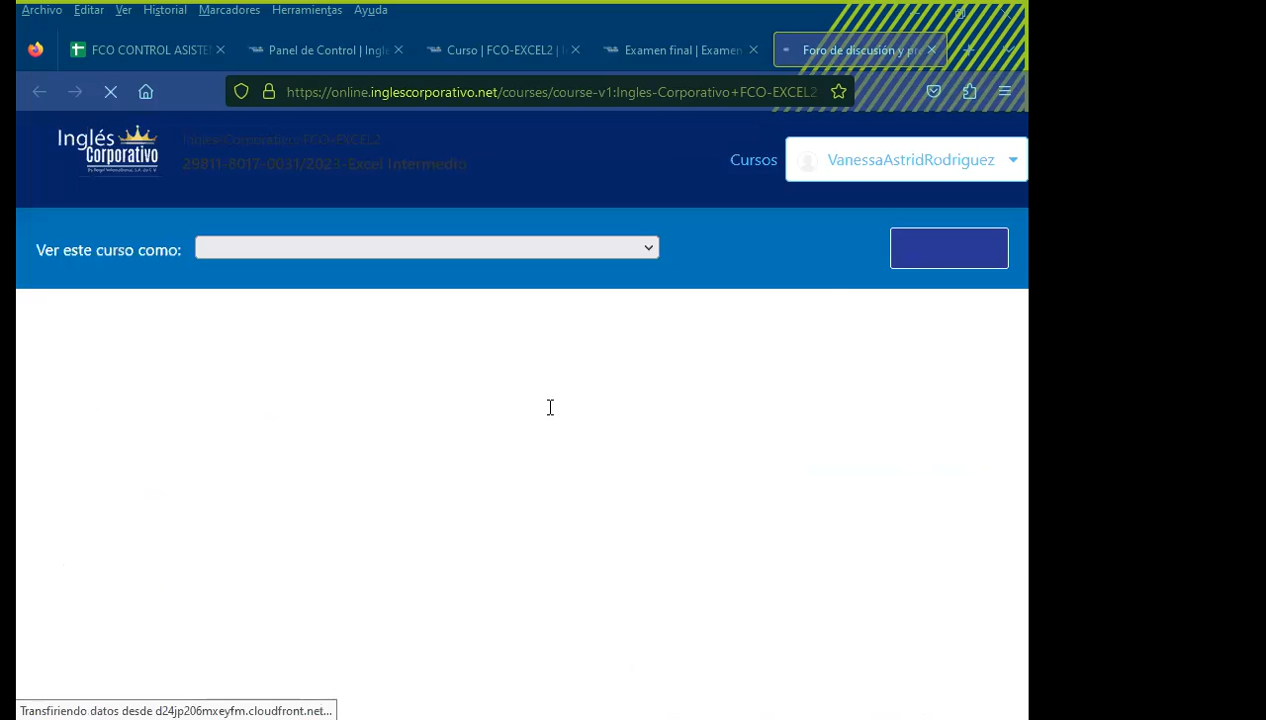 Archivo Editar Ver Historial Marcadores Herramientas Ayuda
FCO CONTROL ASISTE Panel de Control | Ingle Curso | FCO-EXCEL2 | I Examen final | Examen Foro de discusión y pr
https://online.inglescorporativo.net/courses/course-v1:Ingles-Corporativo+FCO-EXCEL2
Inglés
Corporativo
Ingles-Corporativo: FCO-EXCEL2
29811-8017-0031/2023-Excel Intermedio
Cursos VanessaAstridRodriguez
Ver este curso como:
Transfiriendo datos desde d24jp206mxeyfm.cloudfront.net...